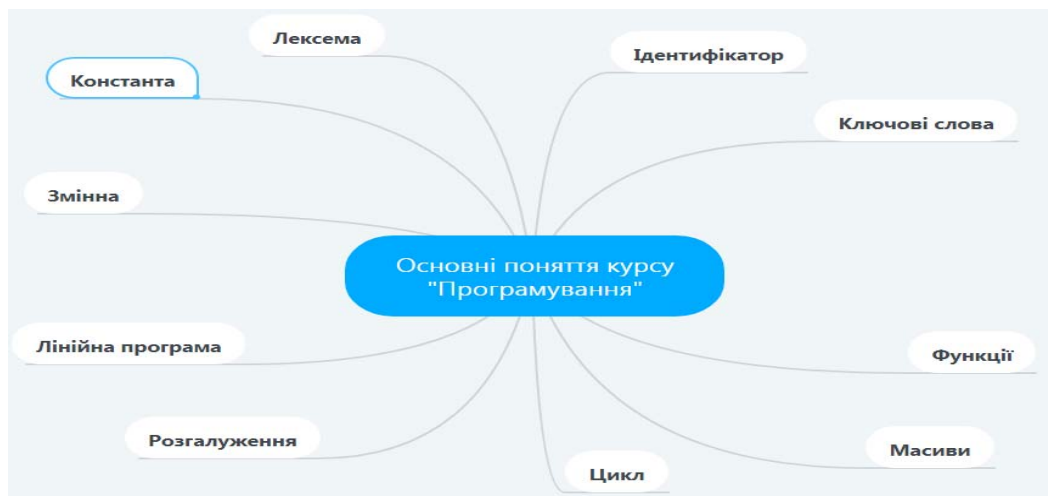 Лексема
Ідентифікатор
Константа
Ключові слова
Змінна
Основні поняття курсу
"Програмування"
Лінійна програма
Функції
Розгалуження
Масиви
Цикл